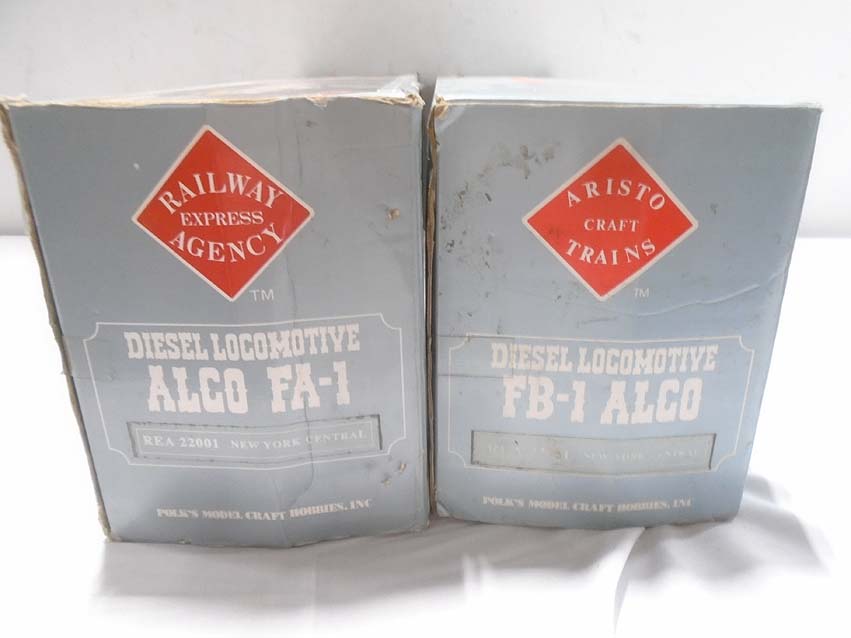 RAILWAY
EXPRESS
AGENCY
TM
DIESEL LOCOMOTIVE
ALCO FA-1
REA 22001 NEW YORK CENTRAL
POLK'S MODEL CRAFT HOBBIES, INC
ARISTO
CRAFT
TRAINS
TM
DIESEL LOCOMOTIVE
FB-1 ALCO
NEW YORK CENTRAL
POLK'S MODEL CRAFT HOBBIES, INC